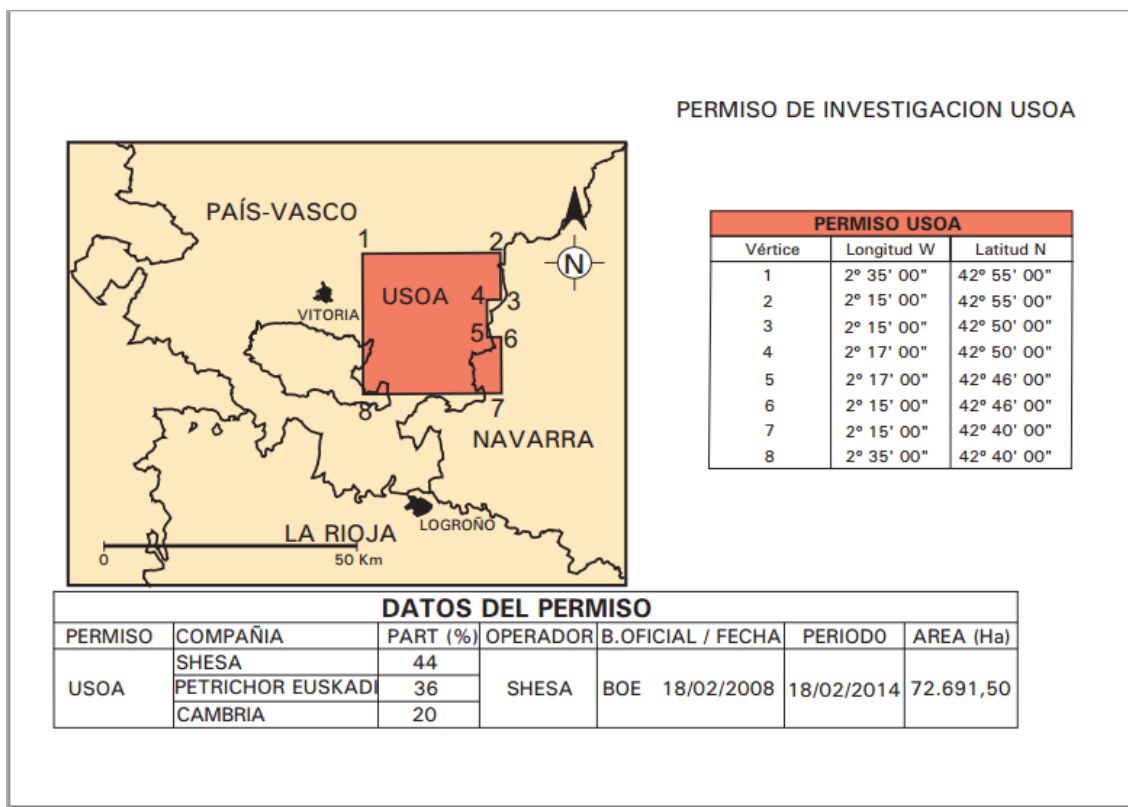 PERMISO DE INVESTIGACION USOA
PAÍS-VASCO
1
2
N
USOA
4
3
VITORIA
5
6
8
7
NAVARRA
LOGROÑO
LA RIOJA
0
50 Km
PERMISO USOA
Vértice Longitud W Latitud N
1 2º 35' 00" 42º 55' 00"
2 2º 15' 00" 42º 55' 00"
3 2º 15' 00" 42º 50' 00"
4 2º 17' 00" 42º 50' 00"
5 2º 17' 00" 42º 46' 00"
6 2º 15' 00" 42º 46' 00"
7 2º 15' 00" 42º 40' 00"
8 2º 35' 00" 42º 40' 00"
DATOS DEL PERMISO
PERMISO COMPAÑIA PART (%) OPERADOR B.OFICIAL / FECHA PERIODO AREA (Ha)
SHESA 44
USOA PETRICHOR EUSKADI 36 SHESA BOE 18/02/2008 18/02/2014 72.691,50
CAMBRIA 20